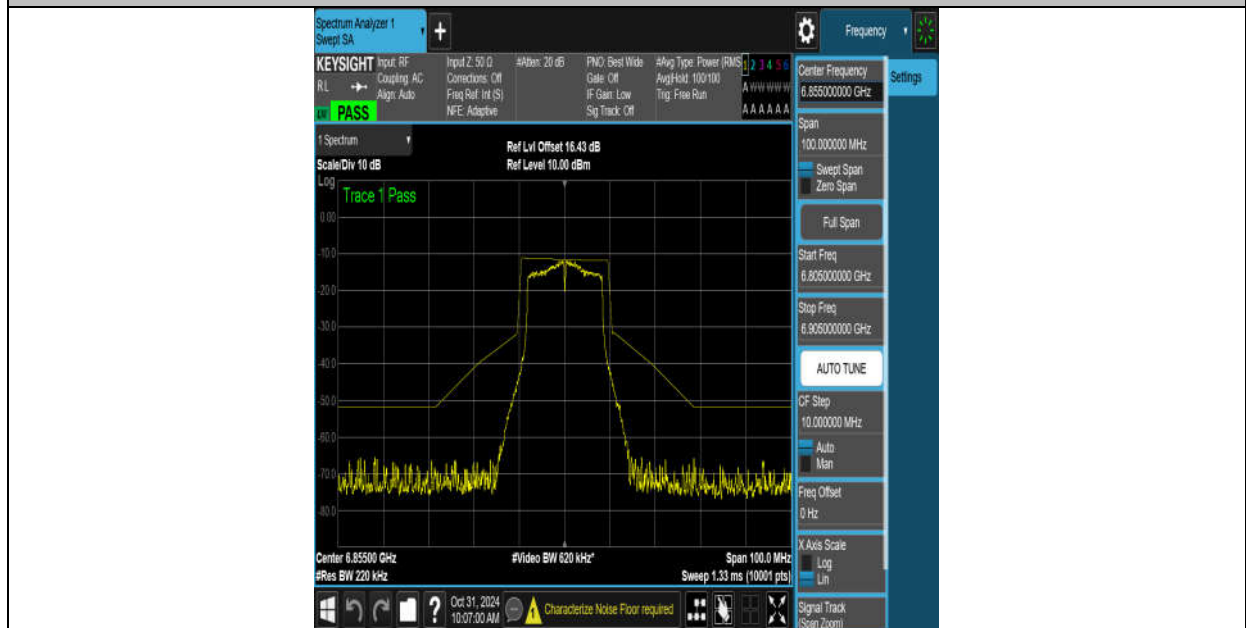 Spectrum Analyzer 1
Swept SA
+
Frequency
KEYSIGHT
RL
PASS
Input: RF
Coupling: AC
Align: Auto
Input Z: 50 Ω
Corrections: Off
Freq Ref: Int (S)
NFE: Adaptive
#Atten: 20 dB
PNO: Best Wide
Gate: Off
IF Gain: Low
Sig Track: Off
#Avg Type: Power (RMS
Avg|Hold: 100/100
Trig: Free Run
1 2 3 4 5 6
A W W W W W
A A A A A A
Center Frequency
6.855000000 GHz
Settings
Span
100.000000 MHz
Swept Span
Zero Span
Full Span
Start Freq
6.805000000 GHz
Stop Freq
6.905000000 GHz
AUTO TUNE
CF Step
10.000000 MHz
Auto
Man
Freq Offset
0 Hz
X Axis Scale
Log
Lin
Signal Track
(Span Zoom)
1 Spectrum
Scale/Div 10 dB
Ref Lvl Offset 16.43 dB
Ref Level 10.00 dBm
Log
Trace 1 Pass
0.00
-10.0
-20.0
-30.0
-40.0
-50.0
-60.0
-70.0
-80.0
Center 6.85500 GHz
#Res BW 220 kHz
#Video BW 620 kHz*
Span 100.0 MHz
Sweep 1.33 ms (10001 pts)
?
Oct 31, 2024
10:07:00 AM
Characterize Noise Floor required